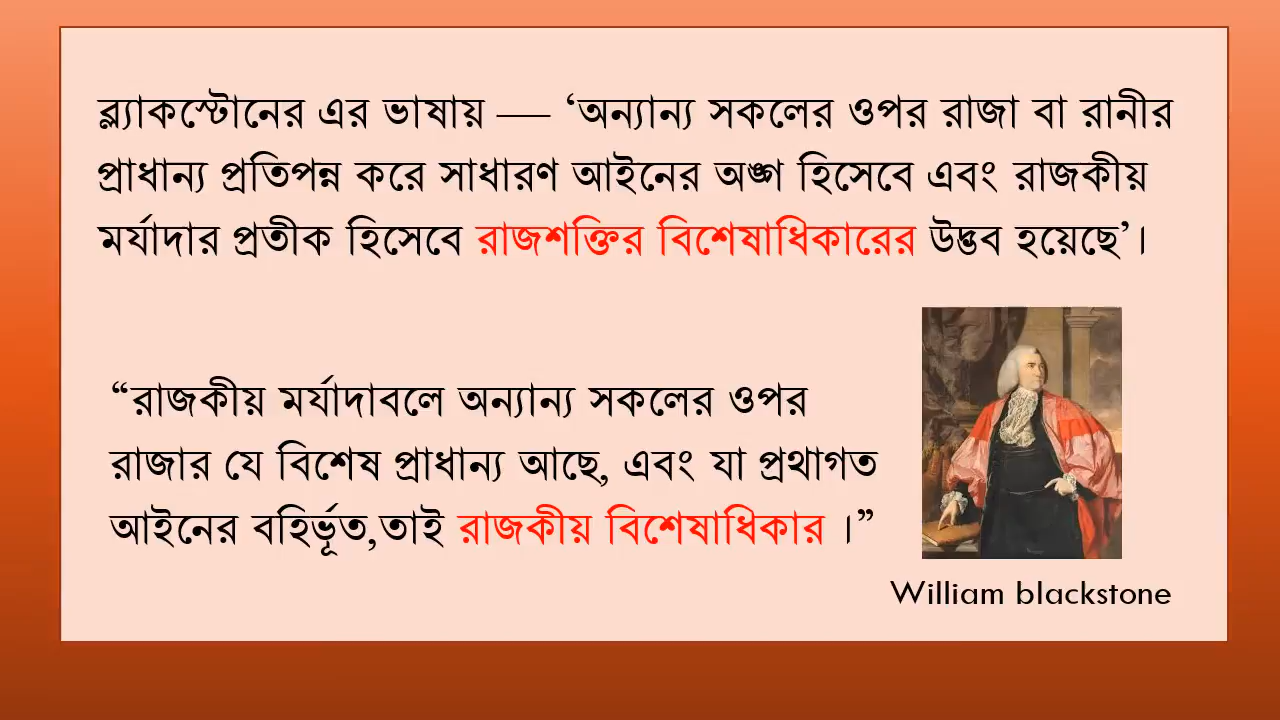 ব্ল্যাকস্টোনের এর ভাষায় — ‘অন্যান্য সকলের ওপর রাজা বা রানীর
প্রাধান্য প্রতিপন্ন করে সাধারণ আইনের অঙ্গ হিসেবে এবং রাজকীয়
মর্যাদার প্রতীক হিসেবে রাজশক্তির বিশেষাধিকারের উদ্ভব হয়েছে’।
“রাজকীয় মর্যাদাবলে অন্যান্য সকলের ওপর
রাজার যে বিশেষ প্রাধান্য আছে, এবং যা প্রথাগত
আইনের বহির্ভূত,তাই রাজকীয় বিশেষাধিকার ।”
William blackstone